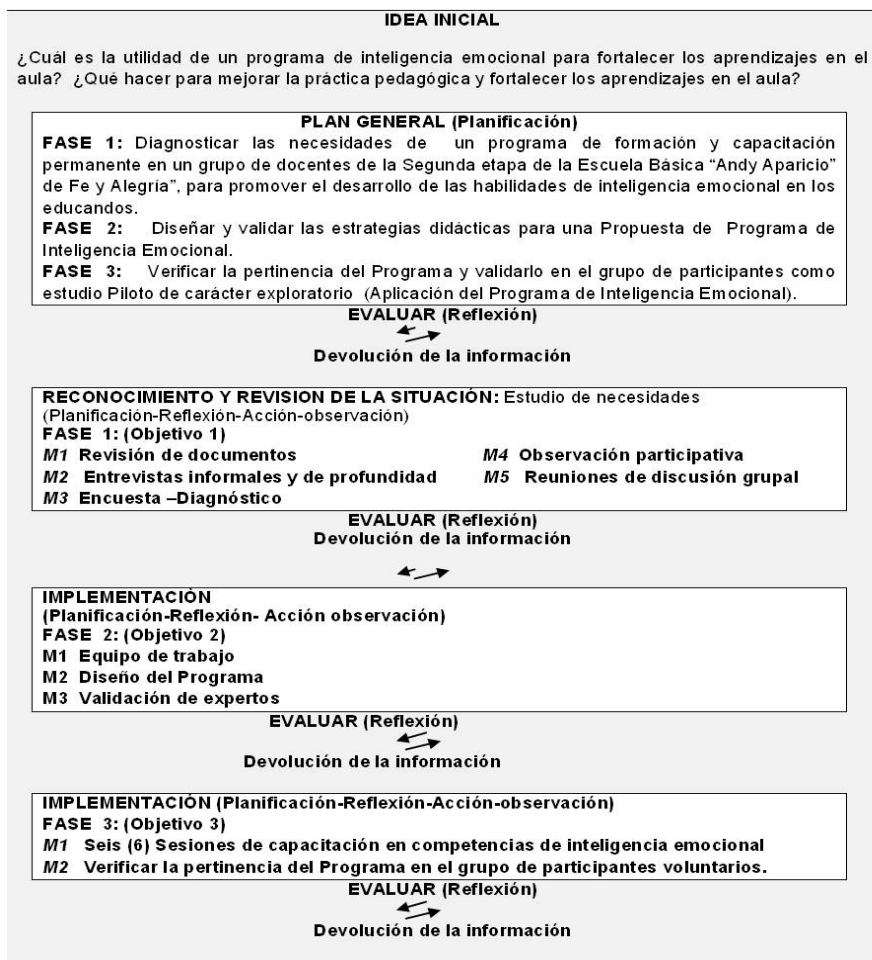 IDEA INICIAL
¿Cuál es la utilidad de un programa de inteligencia emocional para fortalecer los aprendizajes en el
aula? ¿Qué hacer para mejorar la práctica pedagógica y fortalecer los aprendizajes en el aula?
PLAN GENERAL (Planificación)
FASE 1: Diagnosticar las necesidades de un programa de formación y capacitación
permanente en un grupo de docentes de la Segunda etapa de la Escuela Básica “Andy Aparicio”
de Fe y Alegría”, para promover el desarrollo de las habilidades de inteligencia emocional en los
educandos.
FASE 2: Diseñar y validar las estrategias didácticas para una Propuesta de Programa de
Inteligencia Emocional.
FASE 3: Verificar la pertinencia del Programa y validarlo en el grupo de participantes como
estudio Piloto de carácter exploratorio (Aplicación del Programa de Inteligencia Emocional).
EVALUAR (Reflexión)
Devolución de la información
RECONOCIMIENTO Y REVISION DE LA SITUACIÓN: Estudio de necesidades
(Planificación-Reflexión-Acción-observación)
FASE 1: (Objetivo 1)
M1 Revisión de documentos
M2 Entrevistas informales y de profundidad
M3 Encuesta –Diagnóstico
M4 Observación participativa
M5 Reuniones de discusión grupal
EVALUAR (Reflexión)
Devolución de la información
IMPLEMENTACIÓN
(Planificación-Reflexión- Acción observación)
FASE 2: (Objetivo 2)
M1 Equipo de trabajo
M2 Diseño del Programa
M3 Validación de expertos
EVALUAR (Reflexión)
Devolución de la información
IMPLEMENTACIÓN (Planificación-Reflexión-Acción-observación)
FASE 3: (Objetivo 3)
M1 Seis (6) Sesiones de capacitación en competencias de inteligencia emocional
M2 Verificar la pertinencia del Programa en el grupo de participantes voluntarios.
EVALUAR (Reflexión)
Devolución de la información